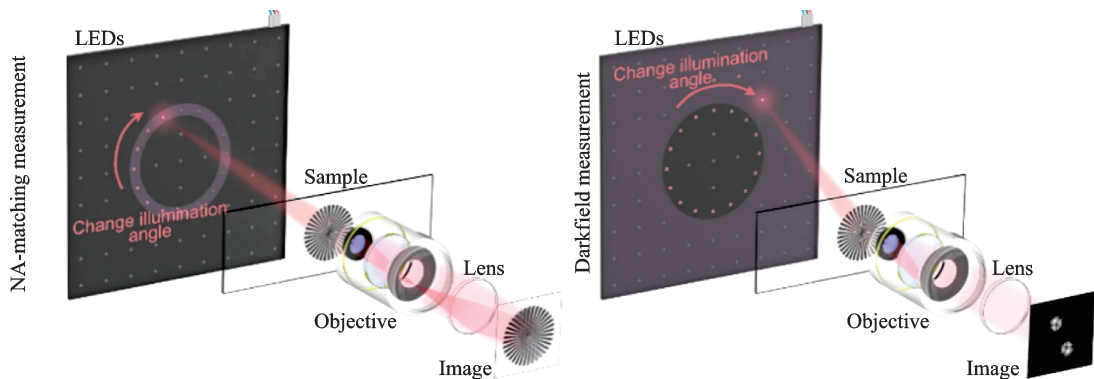 NA-matching measurement
LEDs
Change illumination
angle
Sample
Lens
Objective
Image
Darkfield measurement
LEDs
Change illumination
angle
Sample
Lens
Objective
Image